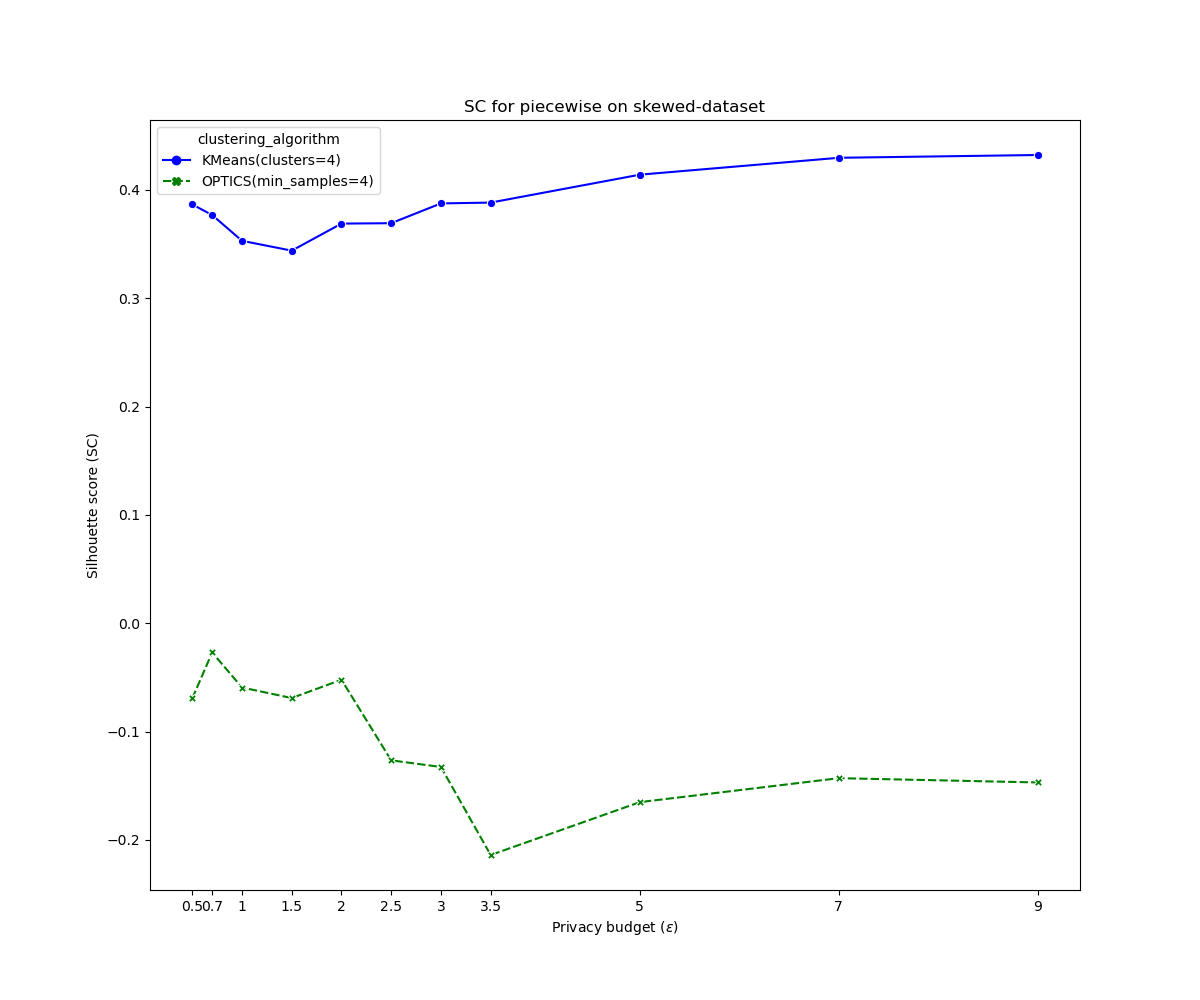 SC for piecewise on skewed-dataset
clustering_algorithm
KMeans(clusters=4)
OPTICS(min_samples=4)
0.4
0.3
0.2
0.1
0.0
−0.1
−0.2
Silhouette score (SC)
0.5 0.7 1 1.5 2 2.5 3 3.5 5 7 9
Privacy budget (ε)